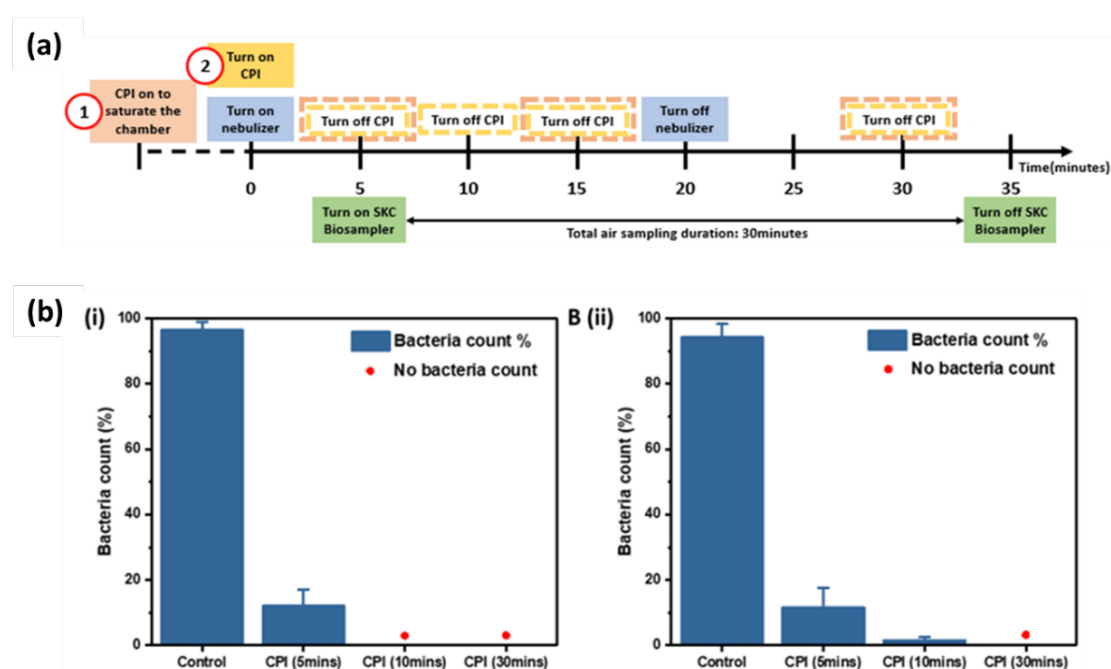 (a)
2
Turn on
CPI
1
CPI on to
saturate the
chamber
Turn on
nebulizer
Turn off CPI
Turn off CPI
Turn off CPI
Turn off
nebulizer
Turn off CPI
Time(minutes)
0 5 10 15 20 25 30 35
Turn on SKC
Biosampler
Total air sampling duration: 30minutes
Turn off SKC
Biosampler
(b)
(i)
Bacteria count %
No bacteria count
Bacteria count (%)
100
80
60
40
20
0
Control CPI (5mins) CPI (10mins) CPI (30mins)
B (ii)
Bacteria count %
No bacteria count
Bacteria count (%)
100
80
60
40
20
0
Control CPI (5mins) CPI (10mins) CPI (30mins)